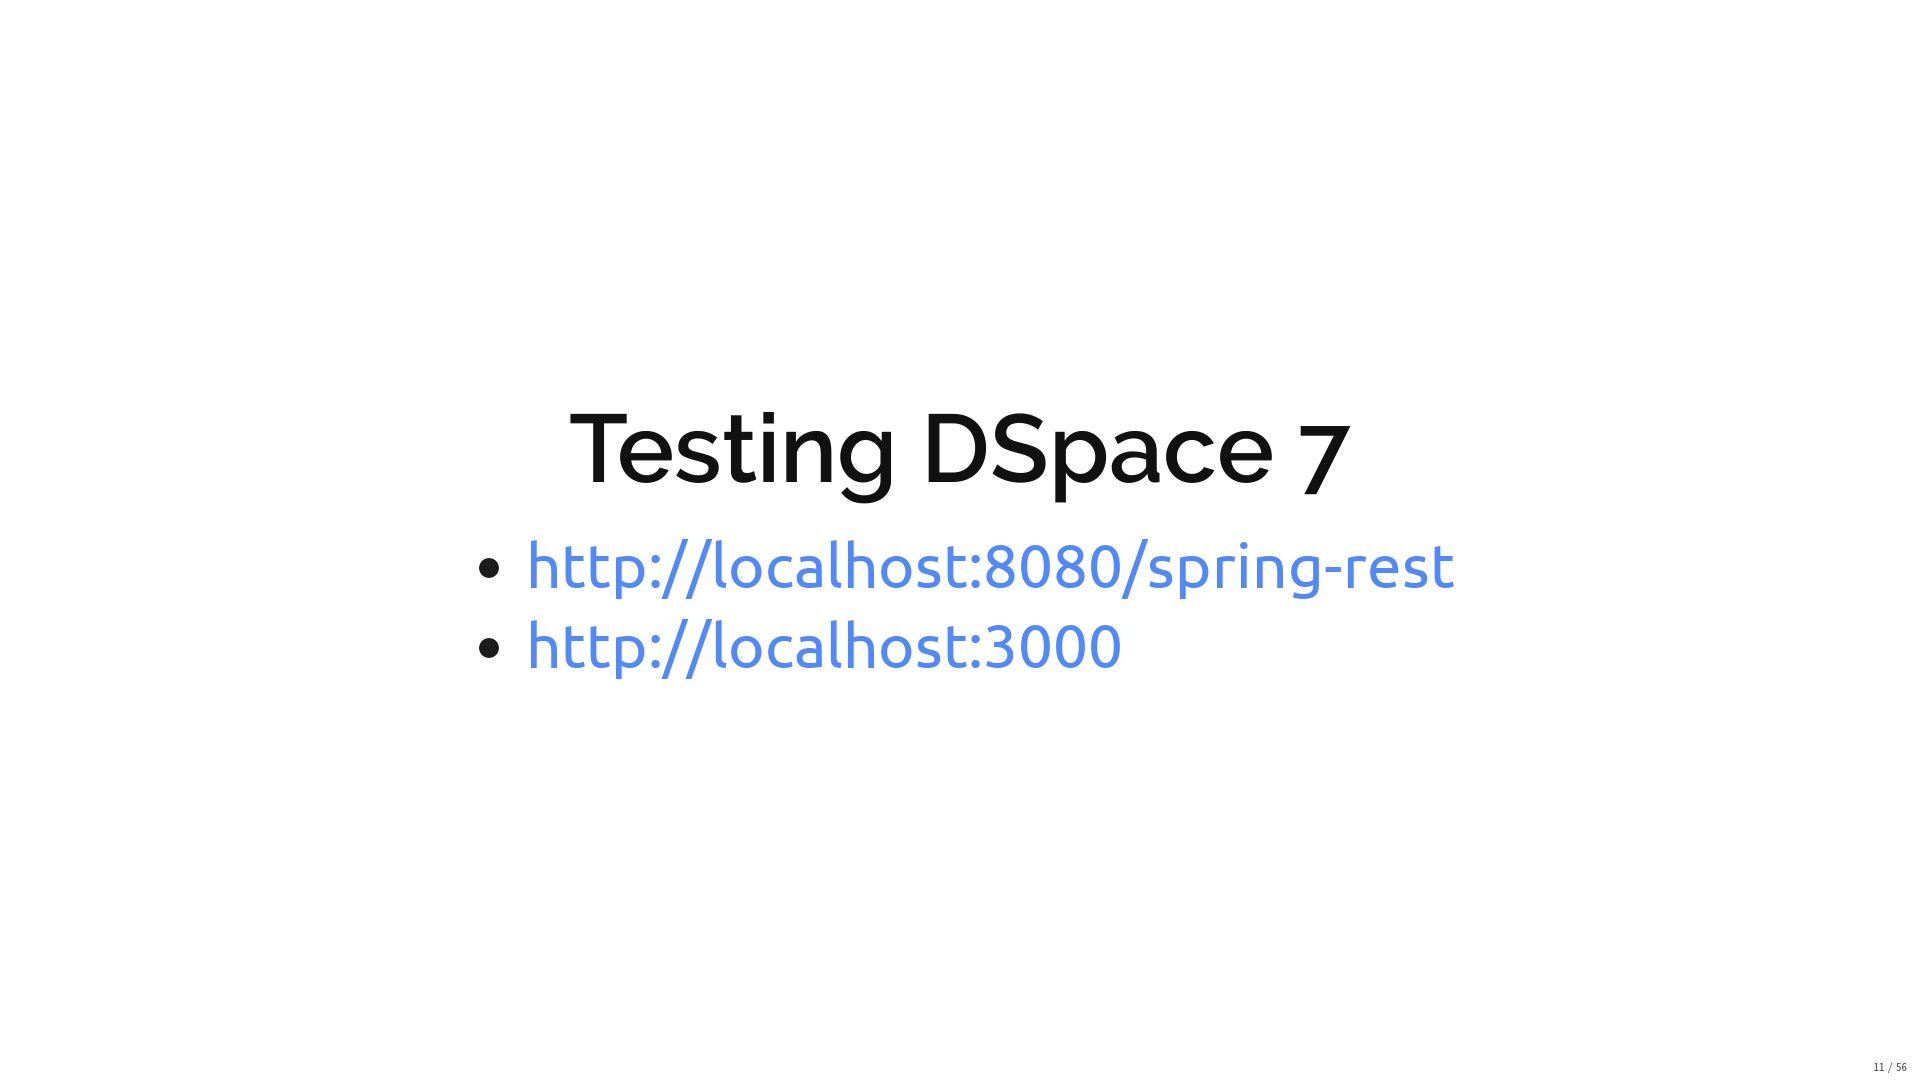 Testing DSpace 7
http://localhost:8080/spring-rest
http://localhost:3000
11 / 56